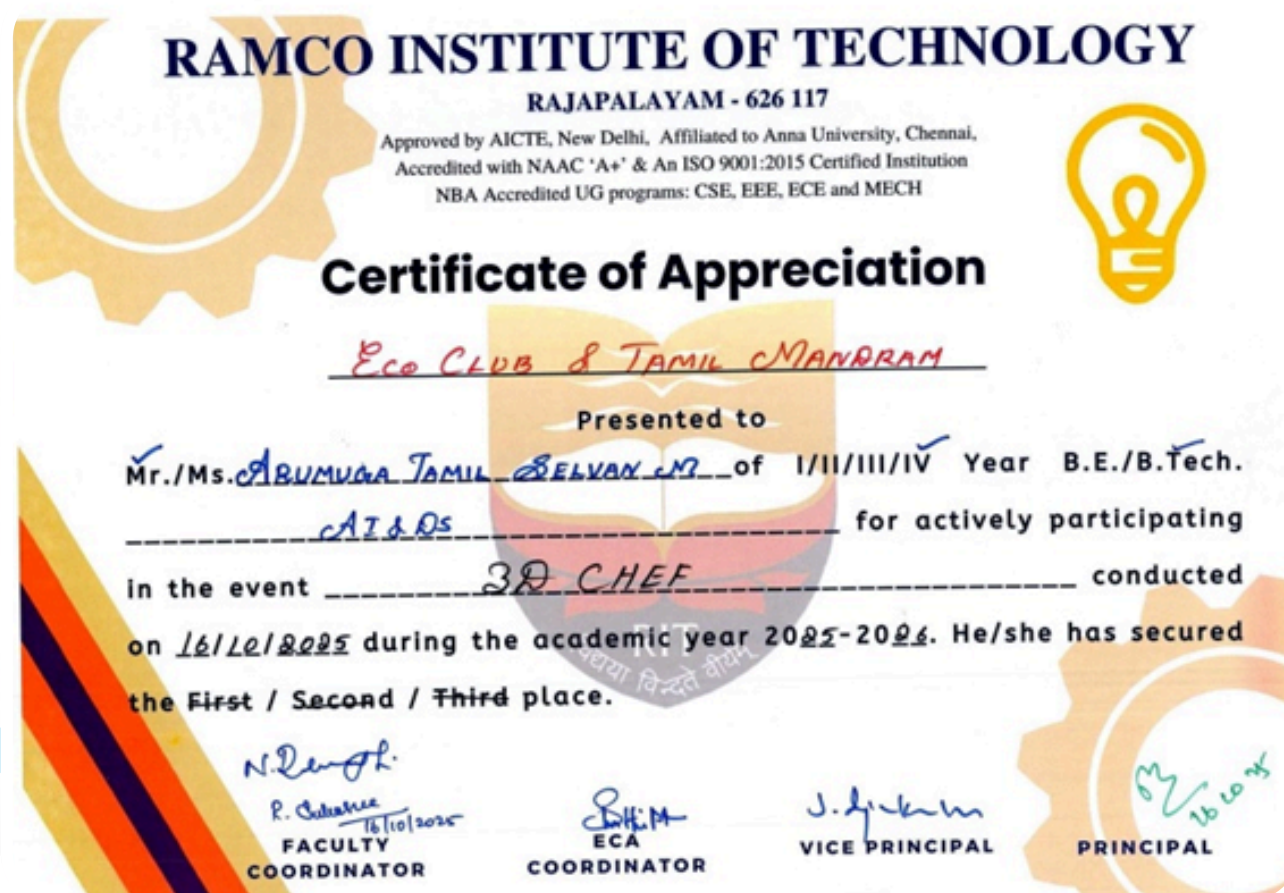 RAMCO INSTITUTE OF TECHNOLOGY
RAJAPALAYAM - 626 117
Approved by AICTE, New Delhi, Affiliated to Anna University, Chennai,
Accredited with NAAC ‘A+’ & An ISO 9001:2015 Certified Institution
NBA Accredited UG programs: CSE, EEE, ECE and MECH
Certificate of Appreciation
ECO CLUB & TAMIL MANDRAM
Presented to
Mr./Ms. ARUMUGA TAMIL SELVAN M of I/II/III/IV Year B.E./B.Tech.
AI & DS for actively participating
in the event 3D CHEF conducted
on 16/10/2025 during the academic year 2025-2026. He/she has secured
the First / Second / Third place.
RIT
विन्दते वीर्यम्
16/10/2025
FACULTY COORDINATOR
ECA COORDINATOR
VICE PRINCIPAL
PRINCIPAL